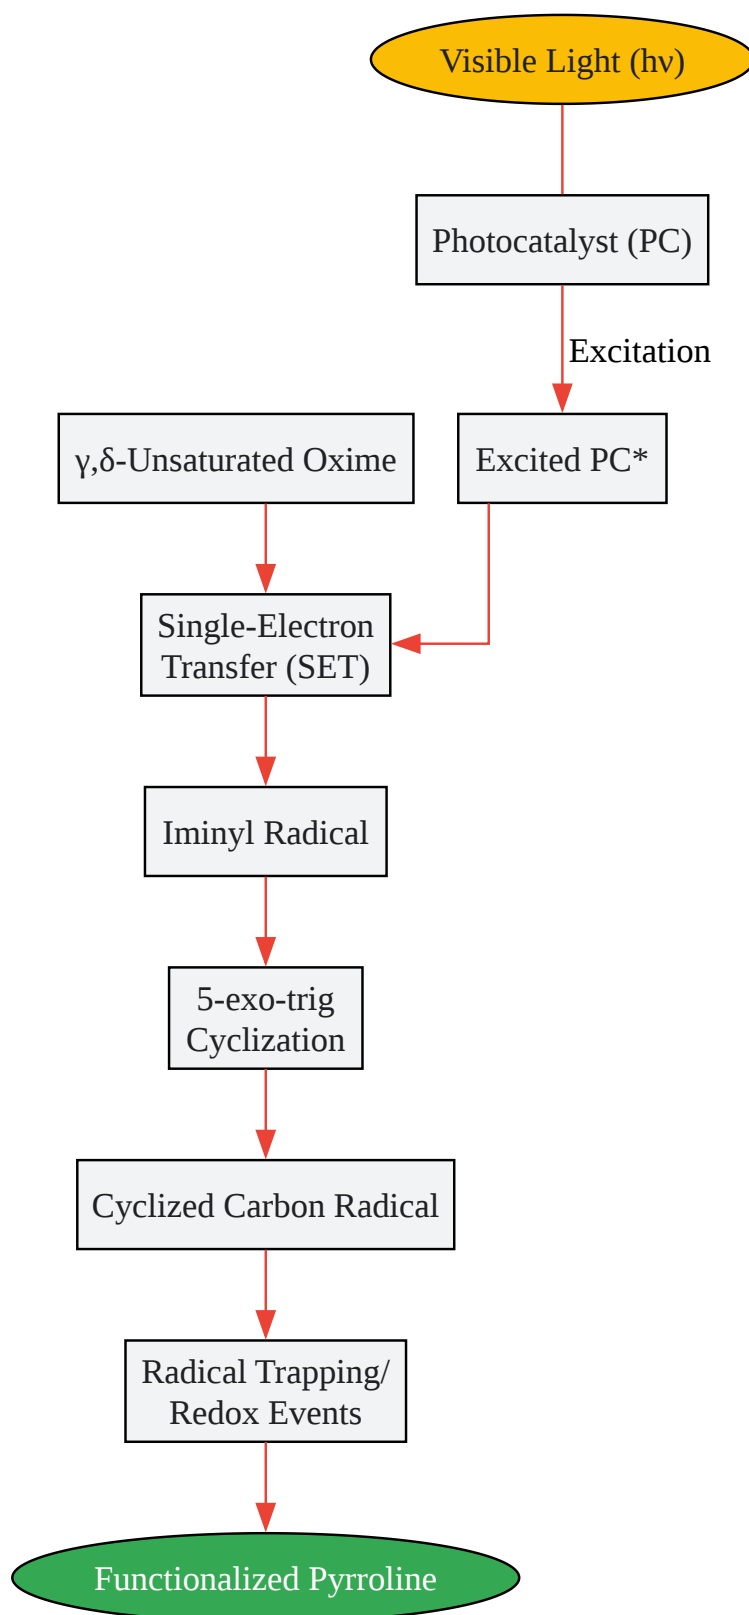 Visible Light (hν)
Photocatalyst (PC)
Excitation
γ,δ-Unsaturated Oxime
Excited PC*
Single-Electron
Transfer (SET)
Iminyl Radical
5-exo-trig
Cyclization
Cyclized Carbon Radical
Radical Trapping/
Redox Events
Functionalized Pyrroline